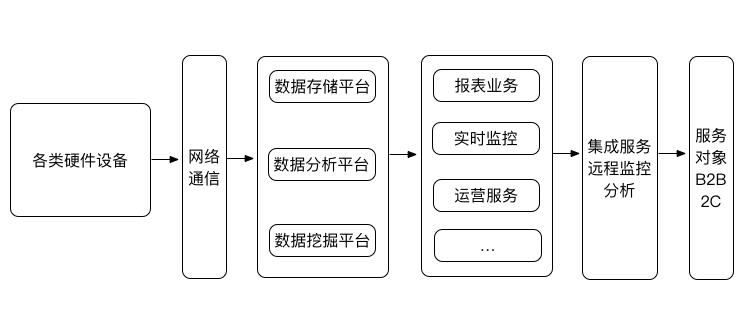 各类硬件设备
网络
通信
数据存储平台
数据分析平台
数据挖掘平台
报表业务
实时监控
运营服务
...
集成服务
远程监控
分析
服务
对象
B2B
2C